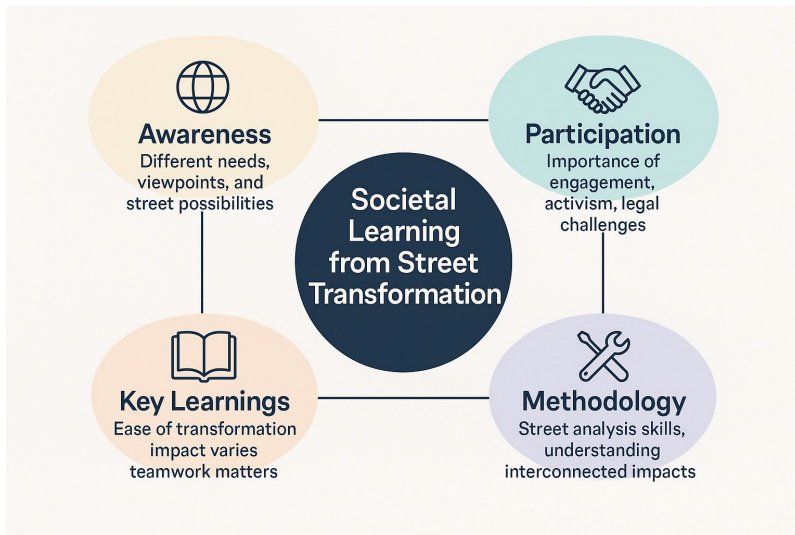 Awareness
Different needs,
viewpoints, and
street possibilities
Participation
Importance of
engagement,
activism, legal
challenges
Societal
Learning
from Street
Transformation
Key Learnings
Ease of transformation
impact varies
teamwork matters
Methodology
Street analysis skills,
understanding
interconnected impacts